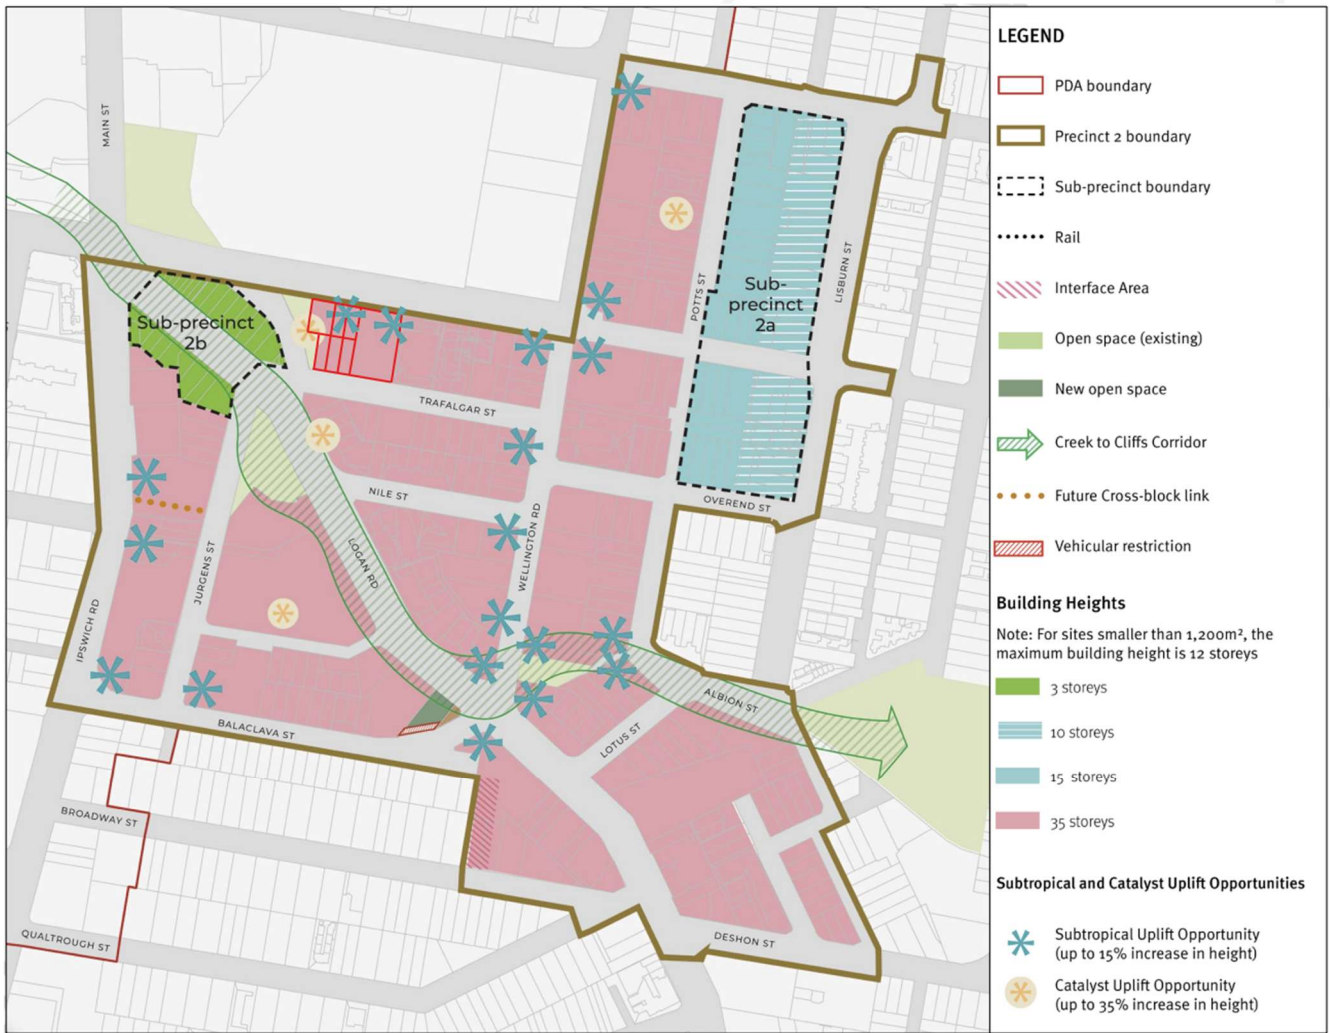 MAIN ST
POTTS ST
LISBURN ST
Sub-
precinct
2a
Sub-precinct
2b
TRAFALGAR ST
NILE ST
OVEREND ST
WELLINGTON RD
LOGAN RD
JURGENS ST
IPSWICH RD
ALBION ST
LOTUS ST
BALACLAVA ST
BROADWAY ST
QUALTROUGH ST
DESHON ST
LEGEND
PDA boundary
Precinct 2 boundary
Sub-precinct boundary
Rail
Interface Area
Open space (existing)
New open space
Creek to Cliffs Corridor
Future Cross-block link
Vehicular restriction
Building Heights
Note: For sites smaller than 1,200m², the
maximum building height is 12 storeys
3 storeys
10 storeys
15 storeys
35 storeys
Subtropical and Catalyst Uplift Opportunities
Subtropical Uplift Opportunity
(up to 15% increase in height)
Catalyst Uplift Opportunity
(up to 35% increase in height)